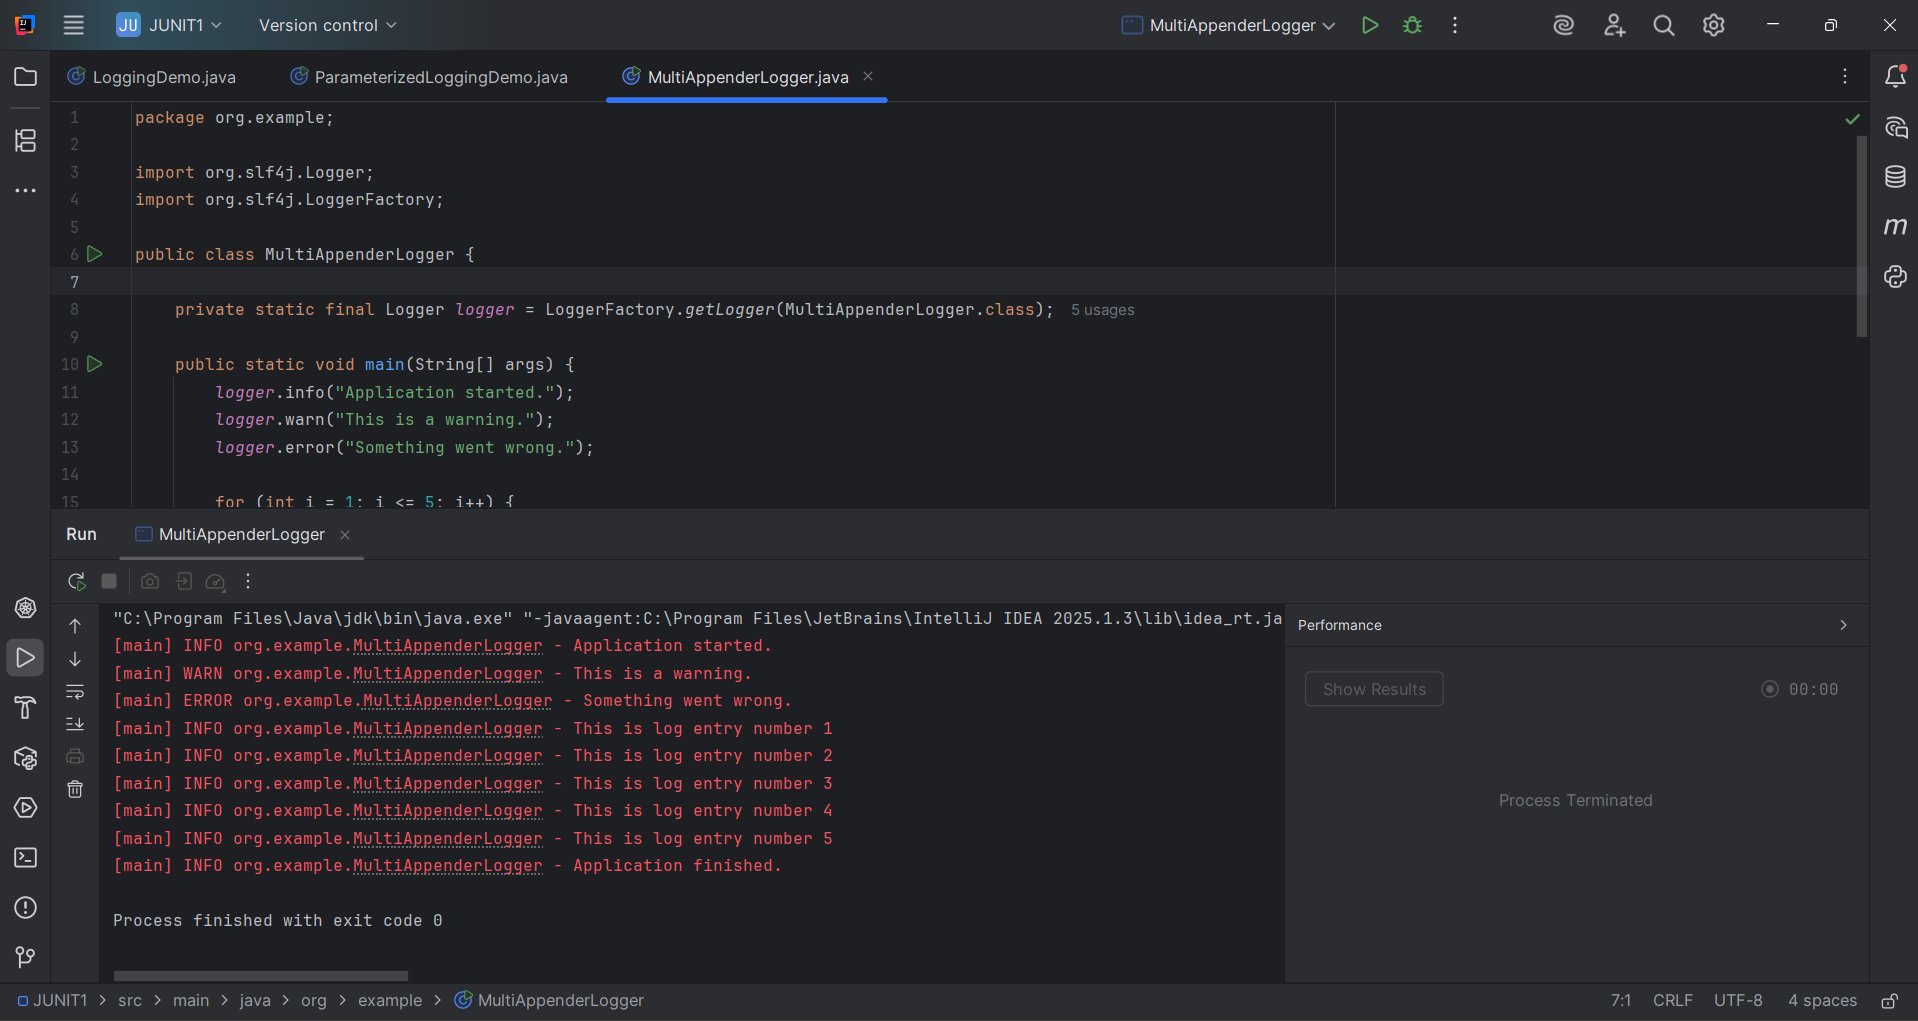 JU JUNIT1 Version control MultiAppenderLogger
LoggingDemo.java ParameterizedLoggingDemo.java MultiAppenderLogger.java
1 package org.example;
2
3 import org.slf4j.Logger;
4 import org.slf4j.LoggerFactory;
5
6 public class MultiAppenderLogger {
7
8 private static final Logger logger = LoggerFactory.getLogger(MultiAppenderLogger.class); 5 usages
9
10 public static void main(String[] args) {
11 logger.info("Application started.");
12 logger.warn("This is a warning.");
13 logger.error("Something went wrong.");
14
15 for (int i = 1; i <= 5; i++) {
Run MultiAppenderLogger
"C:\Program Files\Java\jdk\bin\java.exe" "-javaagent:C:\Program Files\JetBrains\IntelliJ IDEA 2025.1.3\lib\idea_rt.ja
[main] INFO org.example.MultiAppenderLogger - Application started.
[main] WARN org.example.MultiAppenderLogger - This is a warning.
[main] ERROR org.example.MultiAppenderLogger - Something went wrong.
[main] INFO org.example.MultiAppenderLogger - This is log entry number 1
[main] INFO org.example.MultiAppenderLogger - This is log entry number 2
[main] INFO org.example.MultiAppenderLogger - This is log entry number 3
[main] INFO org.example.MultiAppenderLogger - This is log entry number 4
[main] INFO org.example.MultiAppenderLogger - This is log entry number 5
[main] INFO org.example.MultiAppenderLogger - Application finished.
Process finished with exit code 0
Performance
Show Results 00:00
Process Terminated
JUNIT1 > src > main > java > org > example > MultiAppenderLogger 7:1 CRLF UTF-8 4 spaces